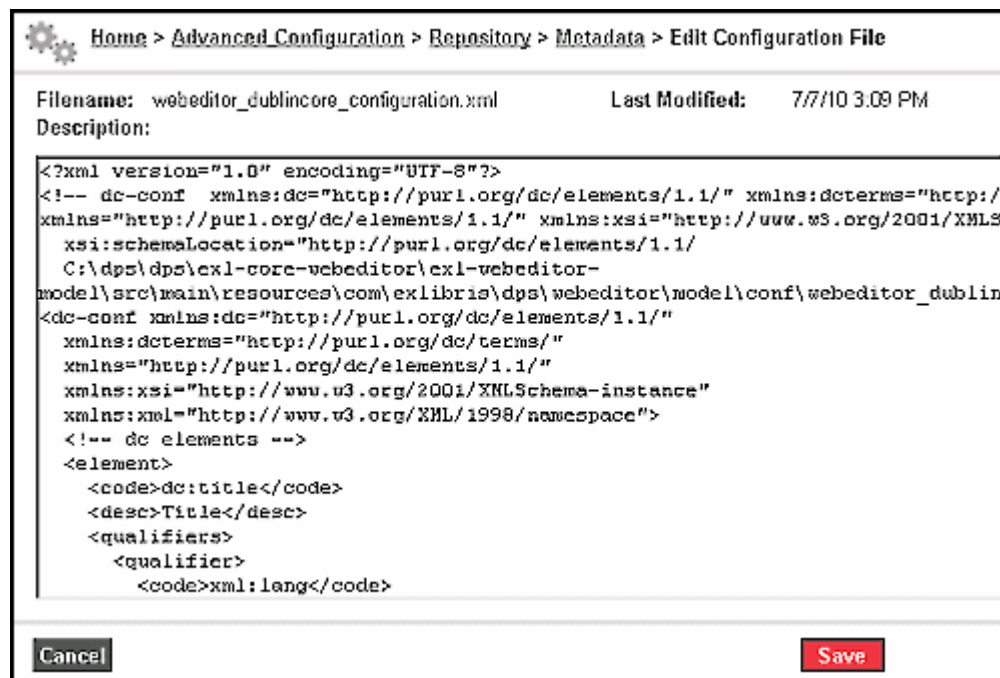 Home > Advanced Configuration > Repository > Metadata > Edit Configuration File
Filename: webeditor_dublincore_configuration.xml Last Modified: 7/7/10 3:09 PM
Description:
<?xml version="1.0" encoding="UTF-8"?>
<!-- dc-conf xmlns:dc="http://purl.org/dc/elements/1.1/" xmlns:dcterms="http:/
xmlns="http://purl.org/dc/elements/1.1/" xmlns:xsi="http://www.w3.org/2001/XMLS
xsi:schemaLocation="http://purl.org/dc/elements/1.1/
C:\dps\dps\exl-core-webeditor\exl-webeditor-
model\src\main\resources\com\exlibris\dps\webeditor\model\conf\webeditor_dublin
<dc-conf xmlns:dc="http://purl.org/dc/elements/1.1/"
xmlns:dcterms="http://purl.org/dc/terms/"
xmlns="http://purl.org/dc/elements/1.1/"
xmlns:xsi="http://www.w3.org/2001/XMLSchema-instance"
xmlns:xml="http://www.w3.org/XML/1998/namespace">
<!-- dc elements -->
<element>
<code>dc:title</code>
<desc>Title</desc>
<qualifiers>
<qualifier>
<code>xml:lang</code>
Cancel Save